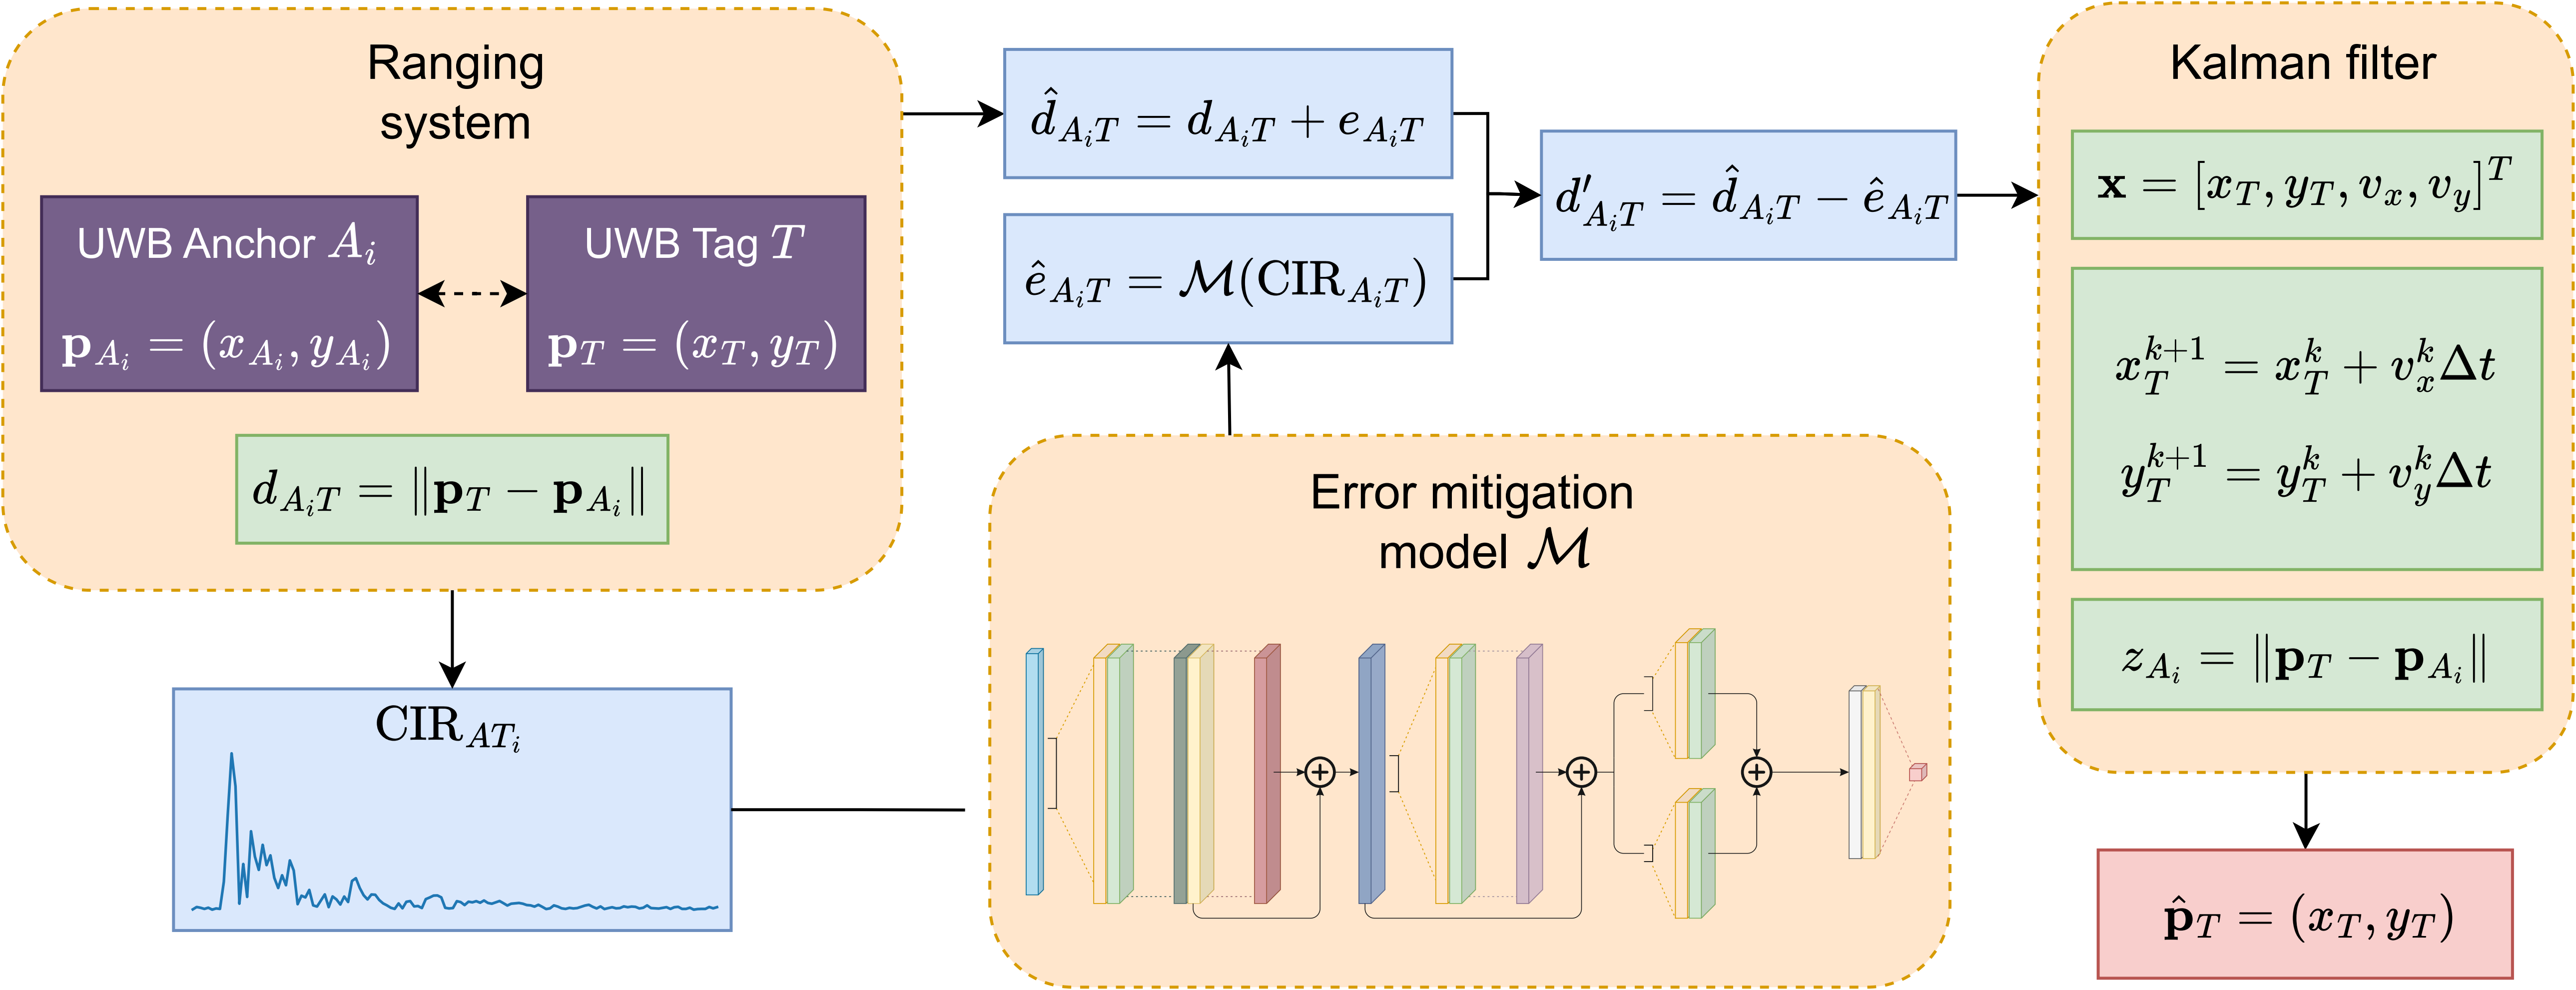 Ranging
system
UWB Anchor $A_i$
$\mathbf{p}_{A_i} = (x_{A_i}, y_{A_i})$
UWB Tag $T$
$\mathbf{p}_T = (x_T, y_T)$
$d_{A_iT} = \|\mathbf{p}_T - \mathbf{p}_{A_i}\|$
$\mathrm{CIR}_{AT_i}$
$\hat{d}_{A_iT} = d_{A_iT} + e_{A_iT}$
$\hat{e}_{A_iT} = \mathcal{M}(\mathrm{CIR}_{A_iT})$
$d'_{A_iT} = \hat{d}_{A_iT} - \hat{e}_{A_iT}$
Error mitigation
model $\mathcal{M}$
Kalman filter
$\mathbf{x} = [x_T, y_T, v_x, v_y]^T$
$x_T^{k+1} = x_T^k + v_x^k \Delta t$
$y_T^{k+1} = y_T^k + v_y^k \Delta t$
$z_{A_i} = \|\mathbf{p}_T - \mathbf{p}_{A_i}\|$
$\hat{\mathbf{p}}_T = (x_T, y_T)$